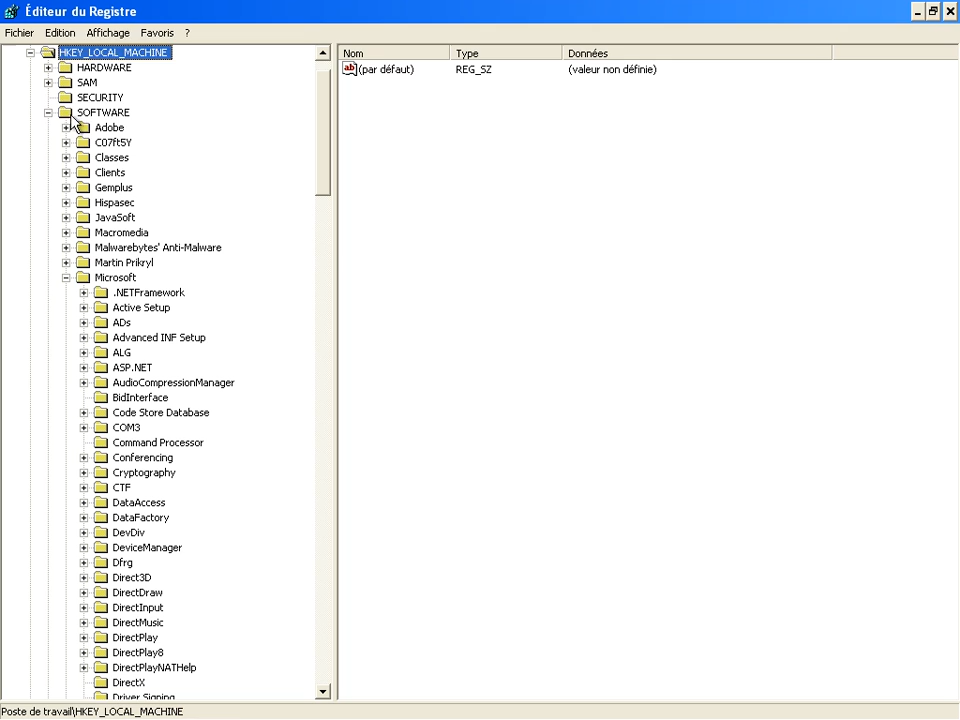 Éditeur du Registre
Fichier Edition Affichage Favoris ?
HKEY_LOCAL_MACHINE
HARDWARE
SAM
SECURITY
SOFTWARE
Adobe
C07ft5Y
Classes
Clients
Gemplus
Hispasec
JavaSoft
Macromedia
Malwarebytes' Anti-Malware
Martin Prikryl
Microsoft
.NETFramework
Active Setup
ADs
Advanced INF Setup
ALG
ASP.NET
AudioCompressionManager
BidInterface
Code Store Database
COM3
Command Processor
Conferencing
Cryptography
CTF
DataAccess
DataFactory
DevDiv
DeviceManager
Dfrg
Direct3D
DirectDraw
DirectInput
DirectMusic
DirectPlay
DirectPlay8
DirectPlayNATHelp
DirectX
Driver Signing
Nom Type Données
ab (par défaut) REG_SZ (valeur non définie)
Poste de travail\HKEY_LOCAL_MACHINE